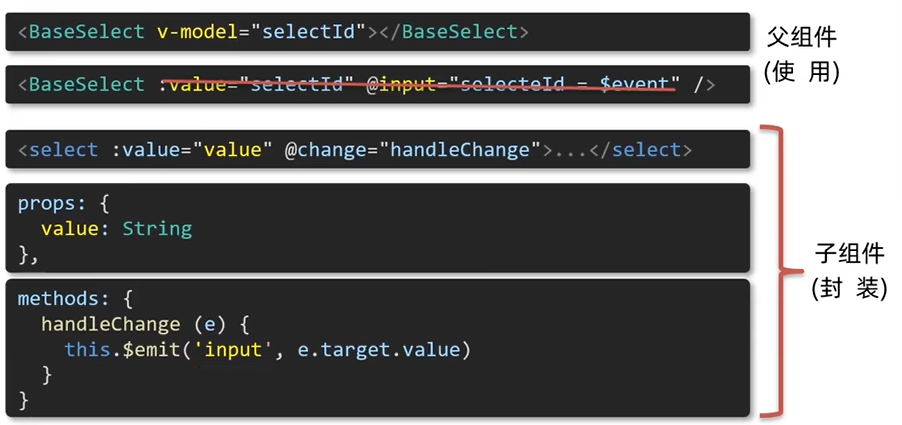 <BaseSelect v-model="selectId"></BaseSelect>
父组件
(使 用)
<BaseSelect :value="selectId" @input="selecteId = $event" />
<select :value="value" @change="handleChange">...</select>
props: {
value: String
},
子组件
(封 装)
methods: {
handleChange (e) {
this.$emit('input', e.target.value)
}
}